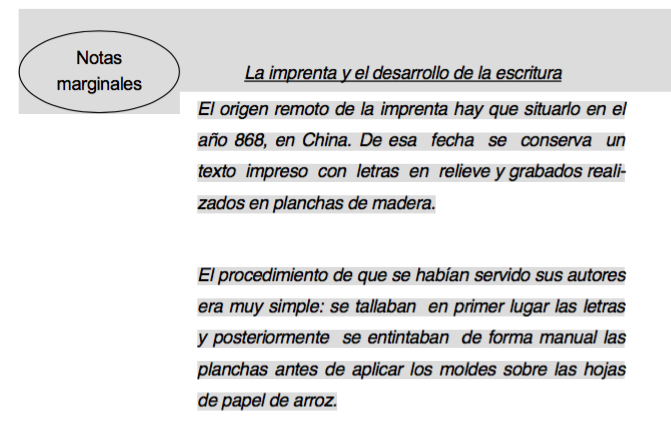 Notas
marginales
La imprenta y el desarrollo de la escritura
El origen remoto de la imprenta hay que situarlo en el
año 868, en China. De esa fecha se conserva un
texto impreso con letras en relieve y grabados reali-
zados en planchas de madera.
El procedimiento de que se habían servido sus autores
era muy simple: se tallaban en primer lugar las letras
y posteriormente se entintaban de forma manual las
planchas antes de aplicar los moldes sobre las hojas
de papel de arroz.